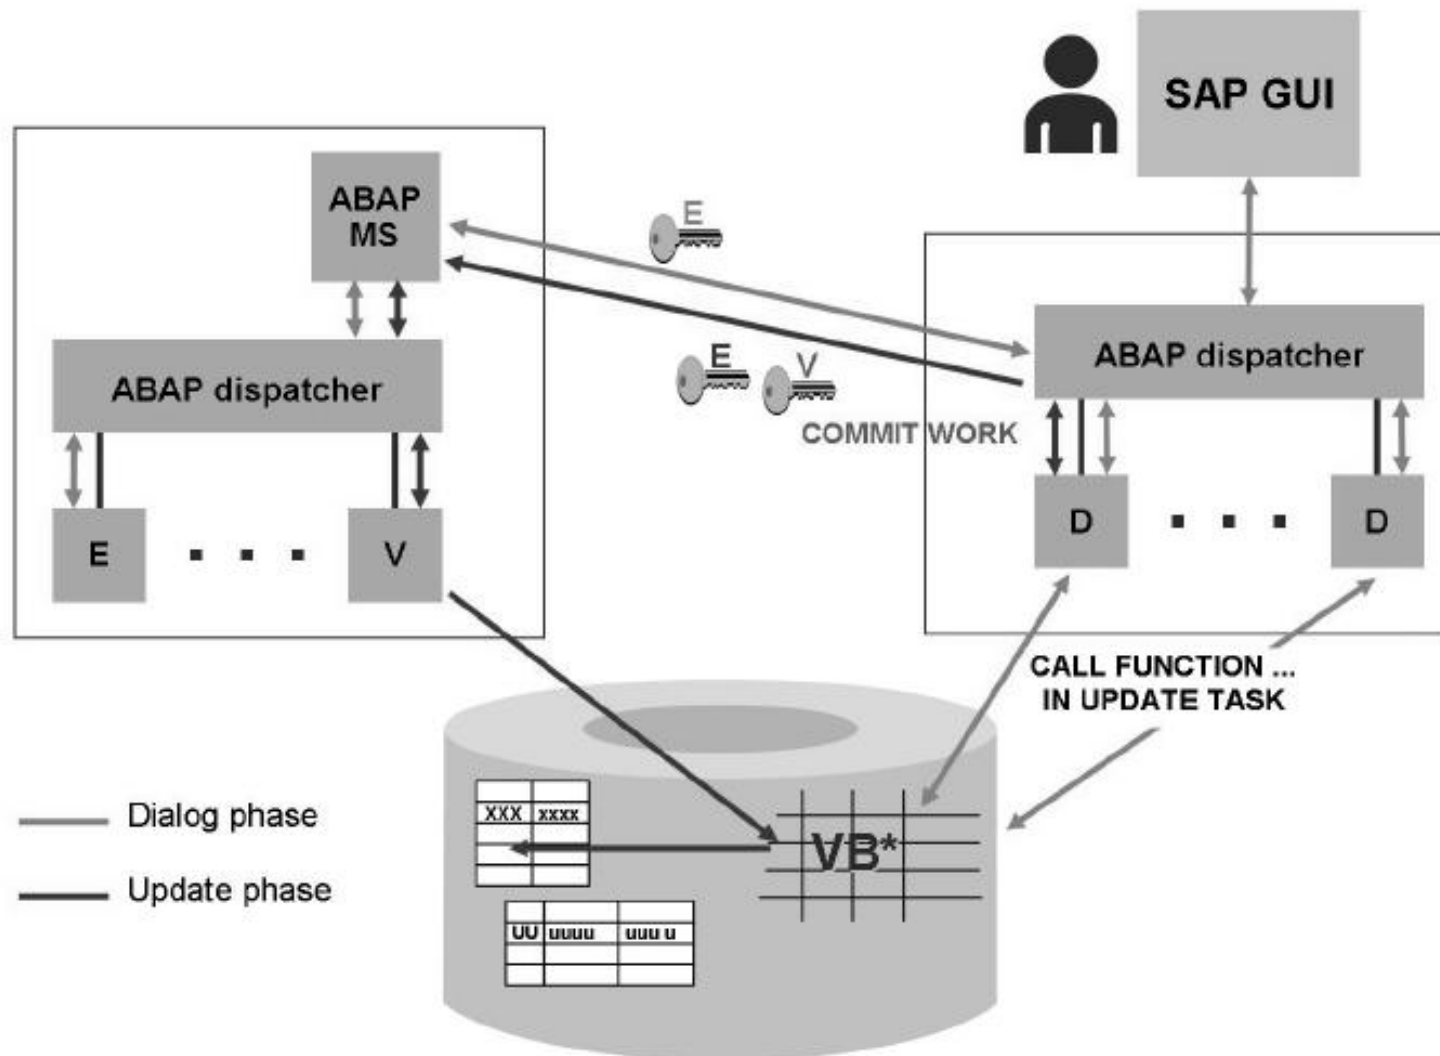 SAP GUI
ABAP
MS
E
ABAP dispatcher
ABAP dispatcher
E
V
COMMIT WORK
E
V
D
D
CALL FUNCTION ...
IN UPDATE TASK
XXX xxxx
VB*
UU uuuu uuu u
Dialog phase
Update phase